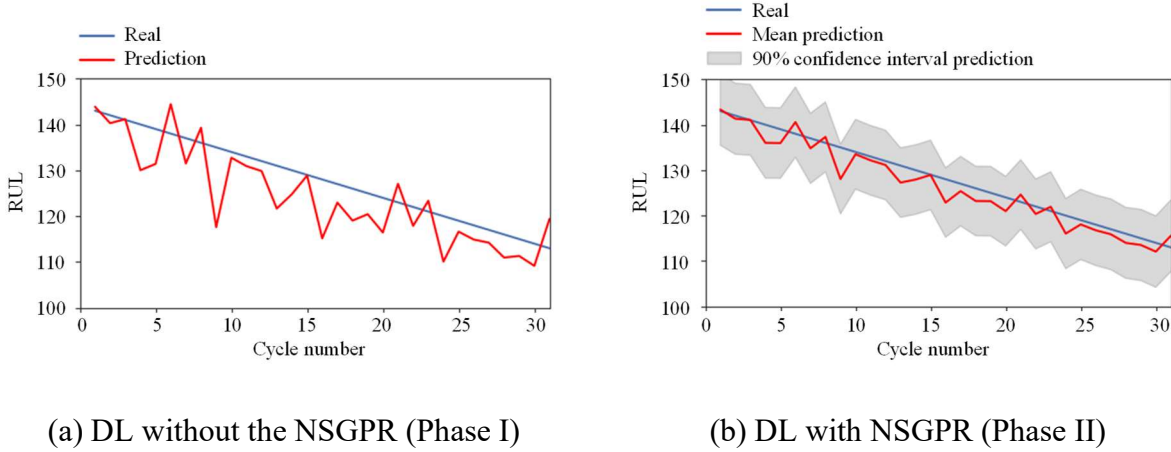 Real
Prediction
150
140
130
120
110
100
RUL
0 5 10 15 20 25 30
Cycle number
(a) DL without the NSGPR (Phase I)
Real
Mean prediction
90% confidence interval prediction
150
140
130
120
110
100
RUL
0 5 10 15 20 25 30
Cycle number
(b) DL with NSGPR (Phase II)